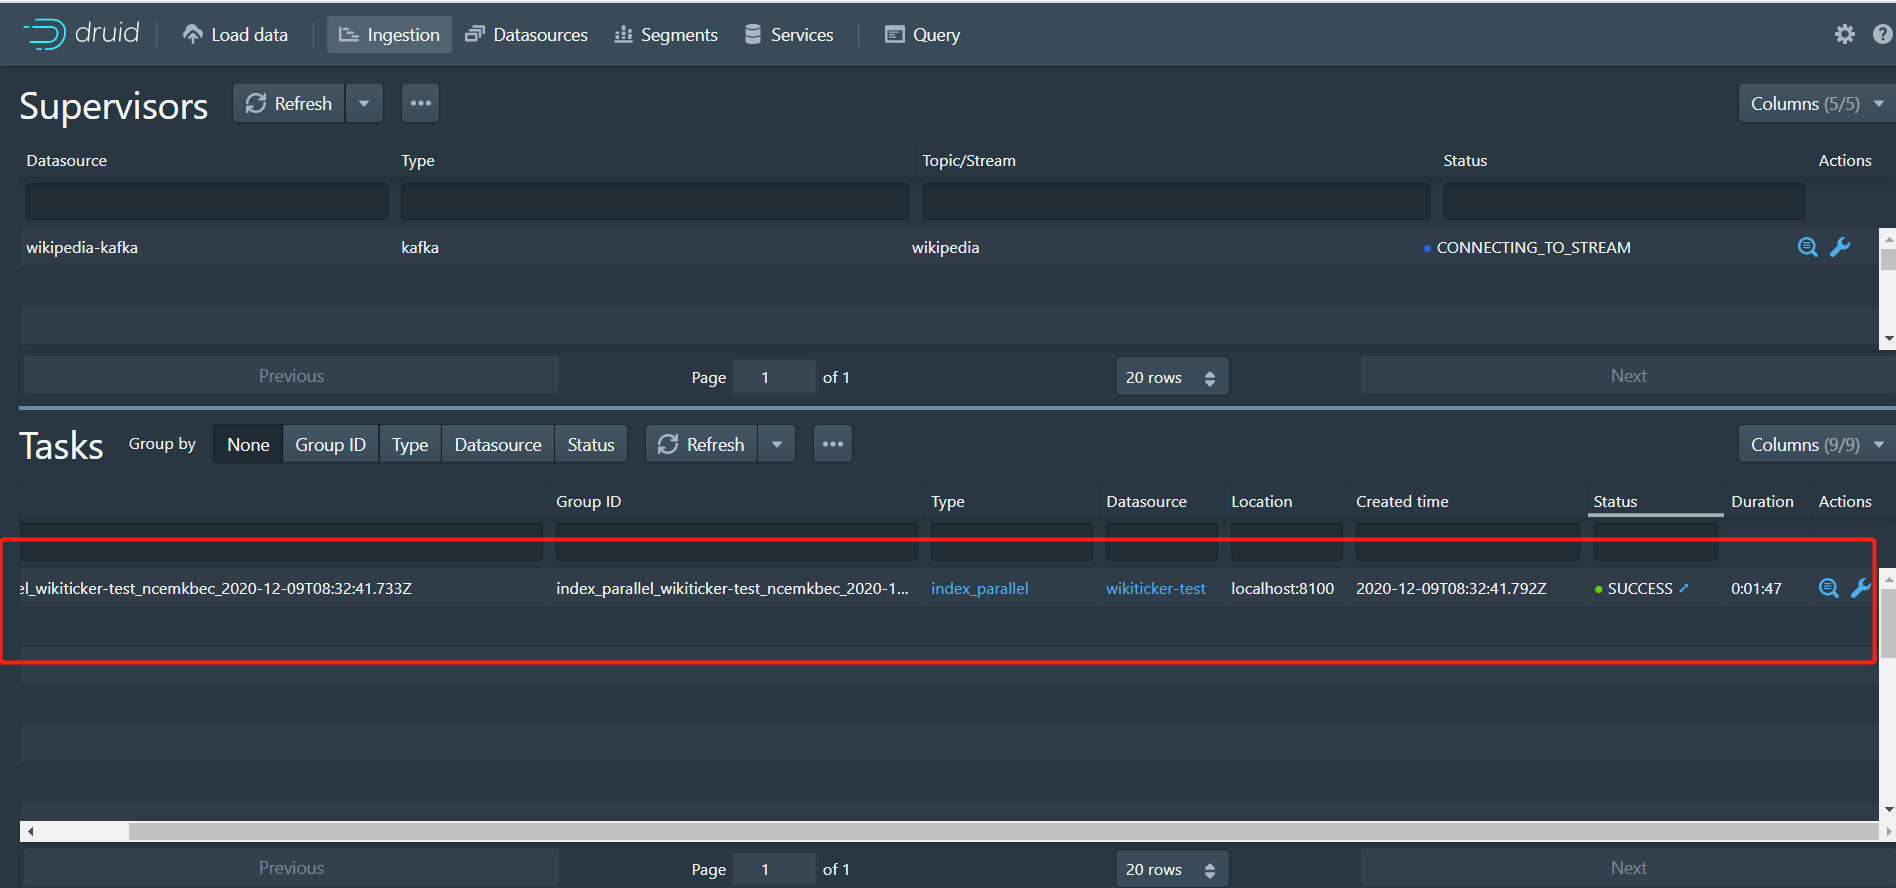 druid Load data Ingestion Datasources Segments Services Query
Supervisors Refresh ••• Columns (5/5)
Datasource Type Topic/Stream Status Actions
wikipedia-kafka kafka wikipedia CONNECTING_TO_STREAM
Previous Page 1 of 1 20 rows Next
Tasks Group by None Group ID Type Datasource Status Refresh ••• Columns (9/9)
Group ID Type Datasource Location Created time Status Duration Actions
el_wikiticker-test_ncemkbec_2020-12-09T08:32:41.733Z index_parallel_wikiticker-test_ncemkbec_2020-1... index_parallel wikiticker-test localhost:8100 2020-12-09T08:32:41.792Z SUCCESS 0:01:47
Previous Page 1 of 1 20 rows Next